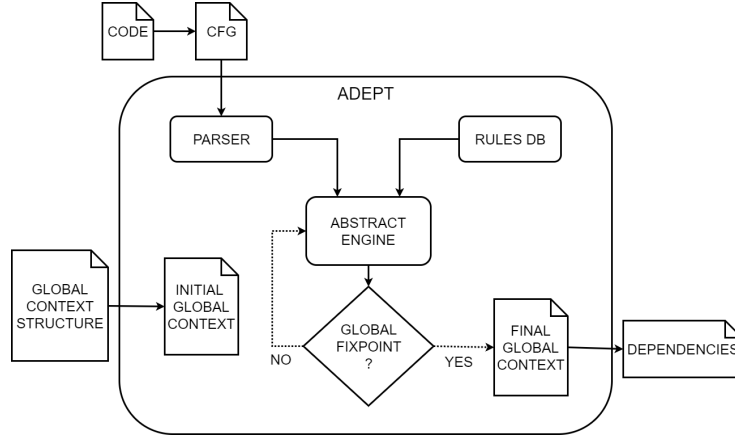 CODE
CFG
ADEPT
PARSER
RULES DB
ABSTRACT
ENGINE
GLOBAL
CONTEXT
STRUCTURE
INITIAL
GLOBAL
CONTEXT
GLOBAL
FIXPOINT
?
NO
YES
FINAL
GLOBAL
CONTEXT
DEPENDENCIES